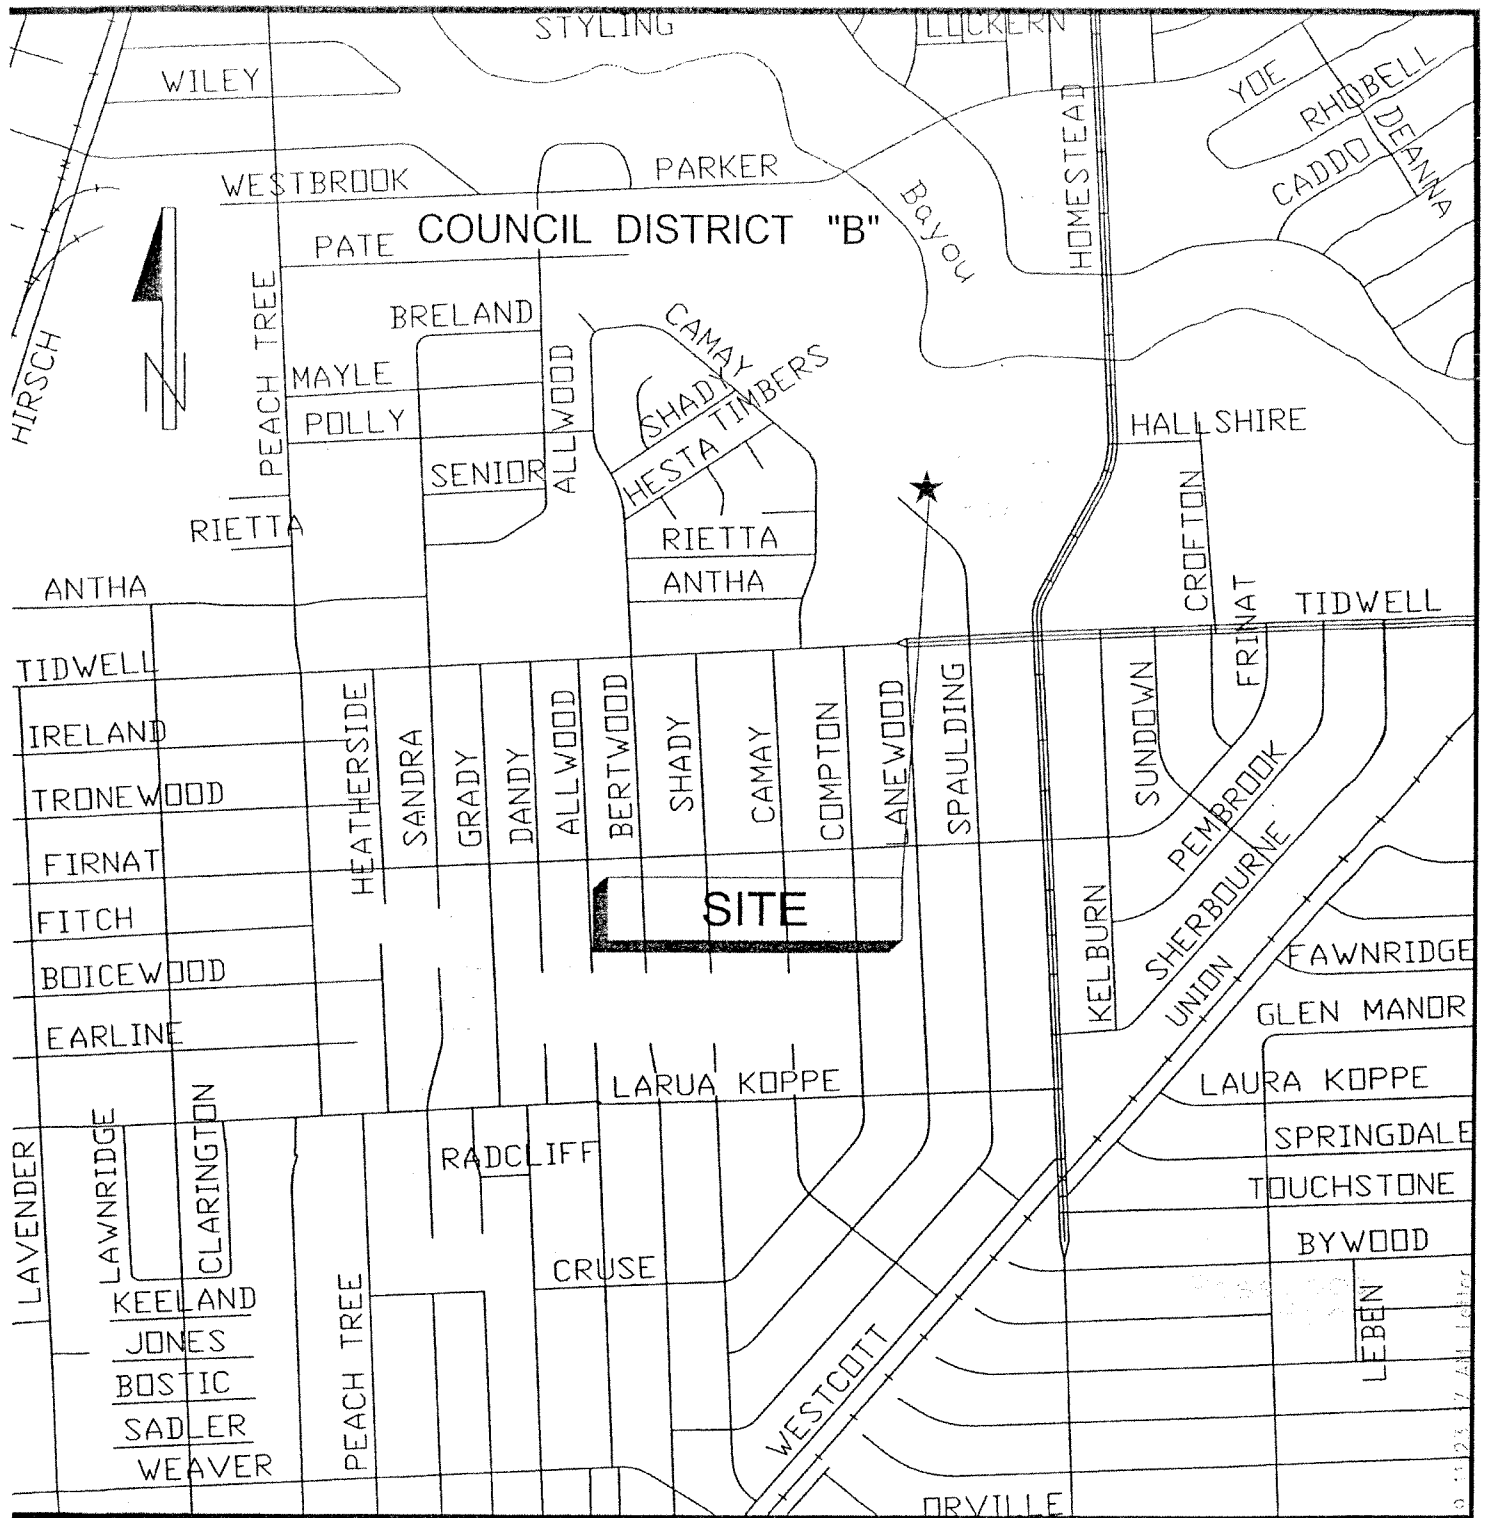 STYLING
LUCKERN
WILEY
YOE
RHOBELL
DEANNA
CADDO
HOMESTEAD
PARKER
WESTBROOK
COUNCIL DISTRICT "B"
Bayou
PATE
PEACH TREE
BRELAND
CAMAY
HIRSCH
MAYLE
ALLWOOD
SHADY
HESTA TIMBERS
POLLY
HALLSHIRE
SENIOR
N
RIETTA
RIETTA
CROFTON
ANTHA
ANTHA
FRINAT
TIDWELL
TIDWELL
IRELAND
TRONEWOOD
FIRNAT
FITCH
BOICEWOOD
EARLINE
HEATHERSIDE
SANDRA
GRADY
DANDY
ALLWOOD
BERTWOOD
SHADY
CAMAY
COMPTON
LANEWOOD
SPAULDING
SUNDOWN
PEMBROOK
SHERBOURNE
KELBURN
UNION
SITE
FAWNRIDGE
GLEN MANOR
LARUA KOPPE
LAURA KOPPE
SPRINGDALE
TOUCHSTONE
BYWOOD
LEBEN
LAVENDER
LAWNRIDGE
CLARINGTON
RADCLIFF
CRUSE
KEELAND
JONES
BOSTIC
SADLER
WEAVER
PEACH TREE
WESTCOTT
ORVILLE